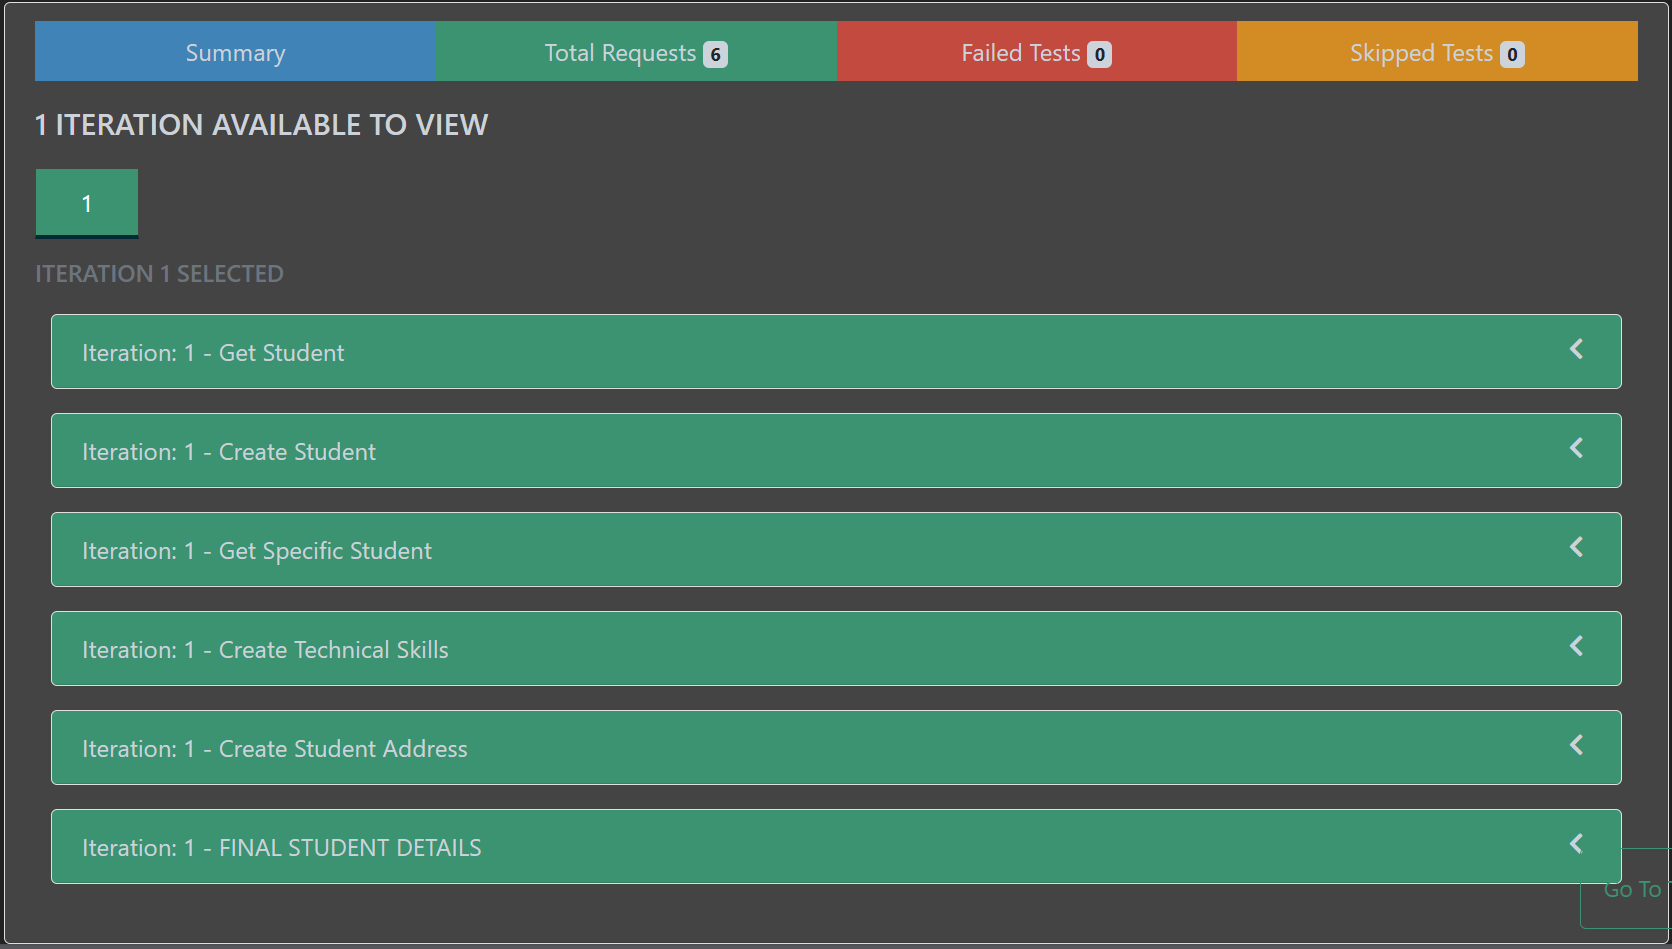 Summary
Total Requests 6
Failed Tests 0
Skipped Tests 0
1 ITERATION AVAILABLE TO VIEW
1
ITERATION 1 SELECTED
Iteration: 1 - Get Student
Iteration: 1 - Create Student
Iteration: 1 - Get Specific Student
Iteration: 1 - Create Technical Skills
Iteration: 1 - Create Student Address
Iteration: 1 - FINAL STUDENT DETAILS
Go To